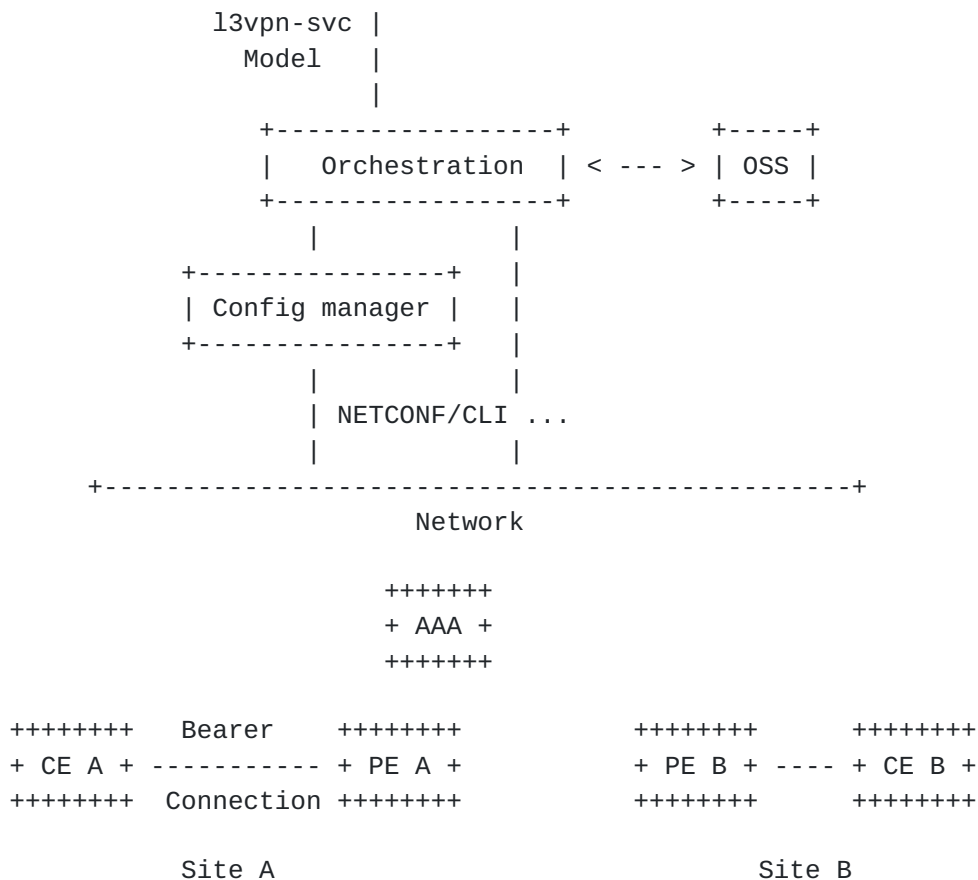 l3vpn-svc |
Model |
|
+------------------+ +-----+
| Orchestration | < --- > | OSS |
+------------------+ +-----+
| |
+----------------+ |
| Config manager | |
+----------------+ |
| |
| NETCONF/CLI ...
| |
+------------------------------------------------+
Network
+++++++
+ AAA +
+++++++
++++++++ Bearer ++++++++ ++++++++ ++++++++
+ CE A + ----------- + PE A + + PE B + ---- + CE B +
++++++++ Connection ++++++++ ++++++++ ++++++++
Site A Site B